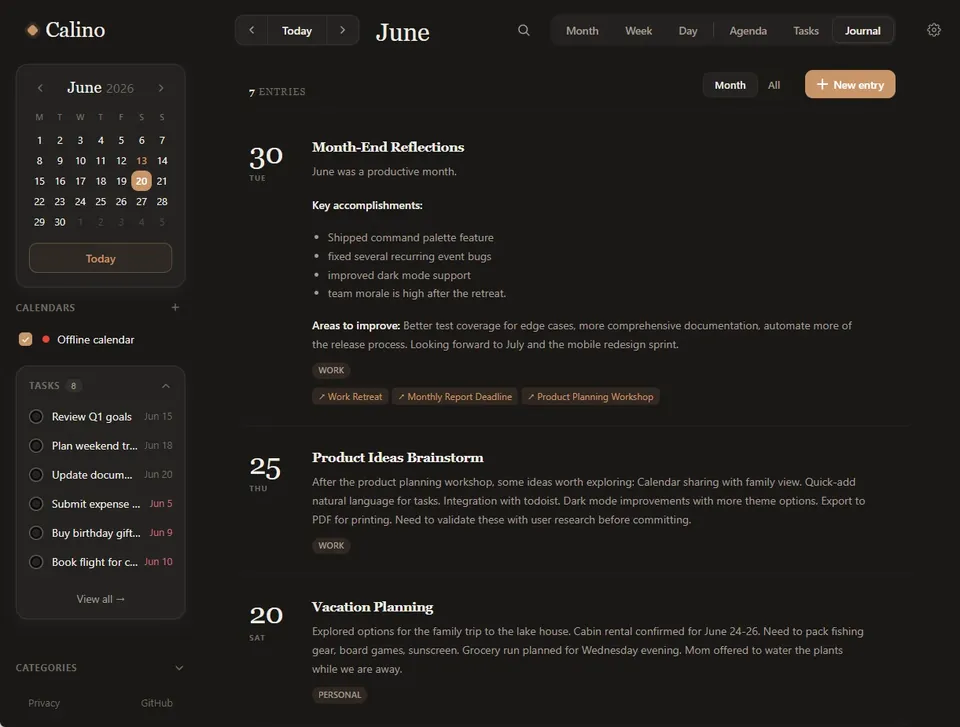 Calino
Today
June
Month
Week
Day
Agenda
Tasks
Journal
June 2026
M T W T F S S
1 2 3 4 5 6 7
8 9 10 11 12 13 14
15 16 17 18 19 20 21
22 23 24 25 26 27 28
29 30 1 2 3 4 5
Today
CALENDARS
Offline calendar
TASKS 8
Review Q1 goals Jun 15
Plan weekend tr... Jun 18
Update docum... Jun 20
Submit expense ... Jun 5
Buy birthday gift... Jun 9
Book flight for c... Jun 10
View all →
CATEGORIES
Privacy
GitHub
7 ENTRIES
Month
All
+ New entry
30
TUE
Month-End Reflections
June was a productive month.
Key accomplishments:
• Shipped command palette feature
• fixed several recurring event bugs
• improved dark mode support
• team morale is high after the retreat.
Areas to improve: Better test coverage for edge cases, more comprehensive documentation, automate more of
the release process. Looking forward to July and the mobile redesign sprint.
WORK
↗ Work Retreat
↗ Monthly Report Deadline
↗ Product Planning Workshop
25
THU
Product Ideas Brainstorm
After the product planning workshop, some ideas worth exploring: Calendar sharing with family view. Quick-add
natural language for tasks. Integration with todoist. Dark mode improvements with more theme options. Export to
PDF for printing. Need to validate these with user research before committing.
WORK
20
SAT
Vacation Planning
Explored options for the family trip to the lake house. Cabin rental confirmed for June 24-26. Need to pack fishing
gear, board games, sunscreen. Grocery run planned for Wednesday evening. Mom offered to water the plants
while we are away.
PERSONAL